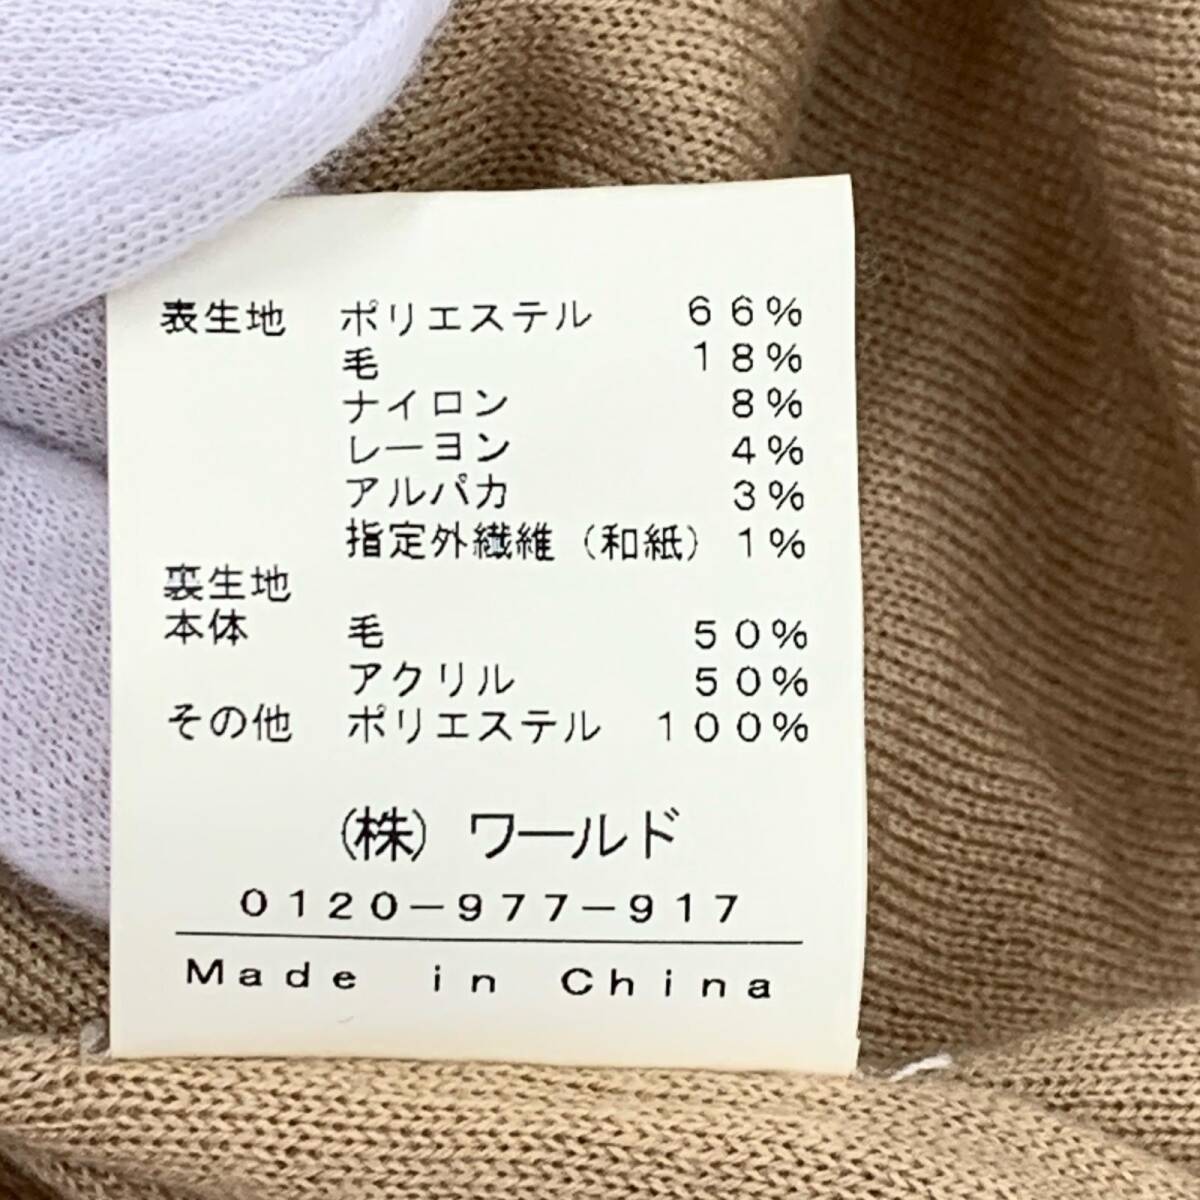 表生地 ポリエステル 66%
毛 18%
ナイロン 8%
レーヨン 4%
アルパカ 3%
指定外繊維（和紙） 1%
裏生地
本体 毛 50%
アクリル 50%
その他 ポリエステル 100%
（株）ワールド
0120-977-917
Made in China